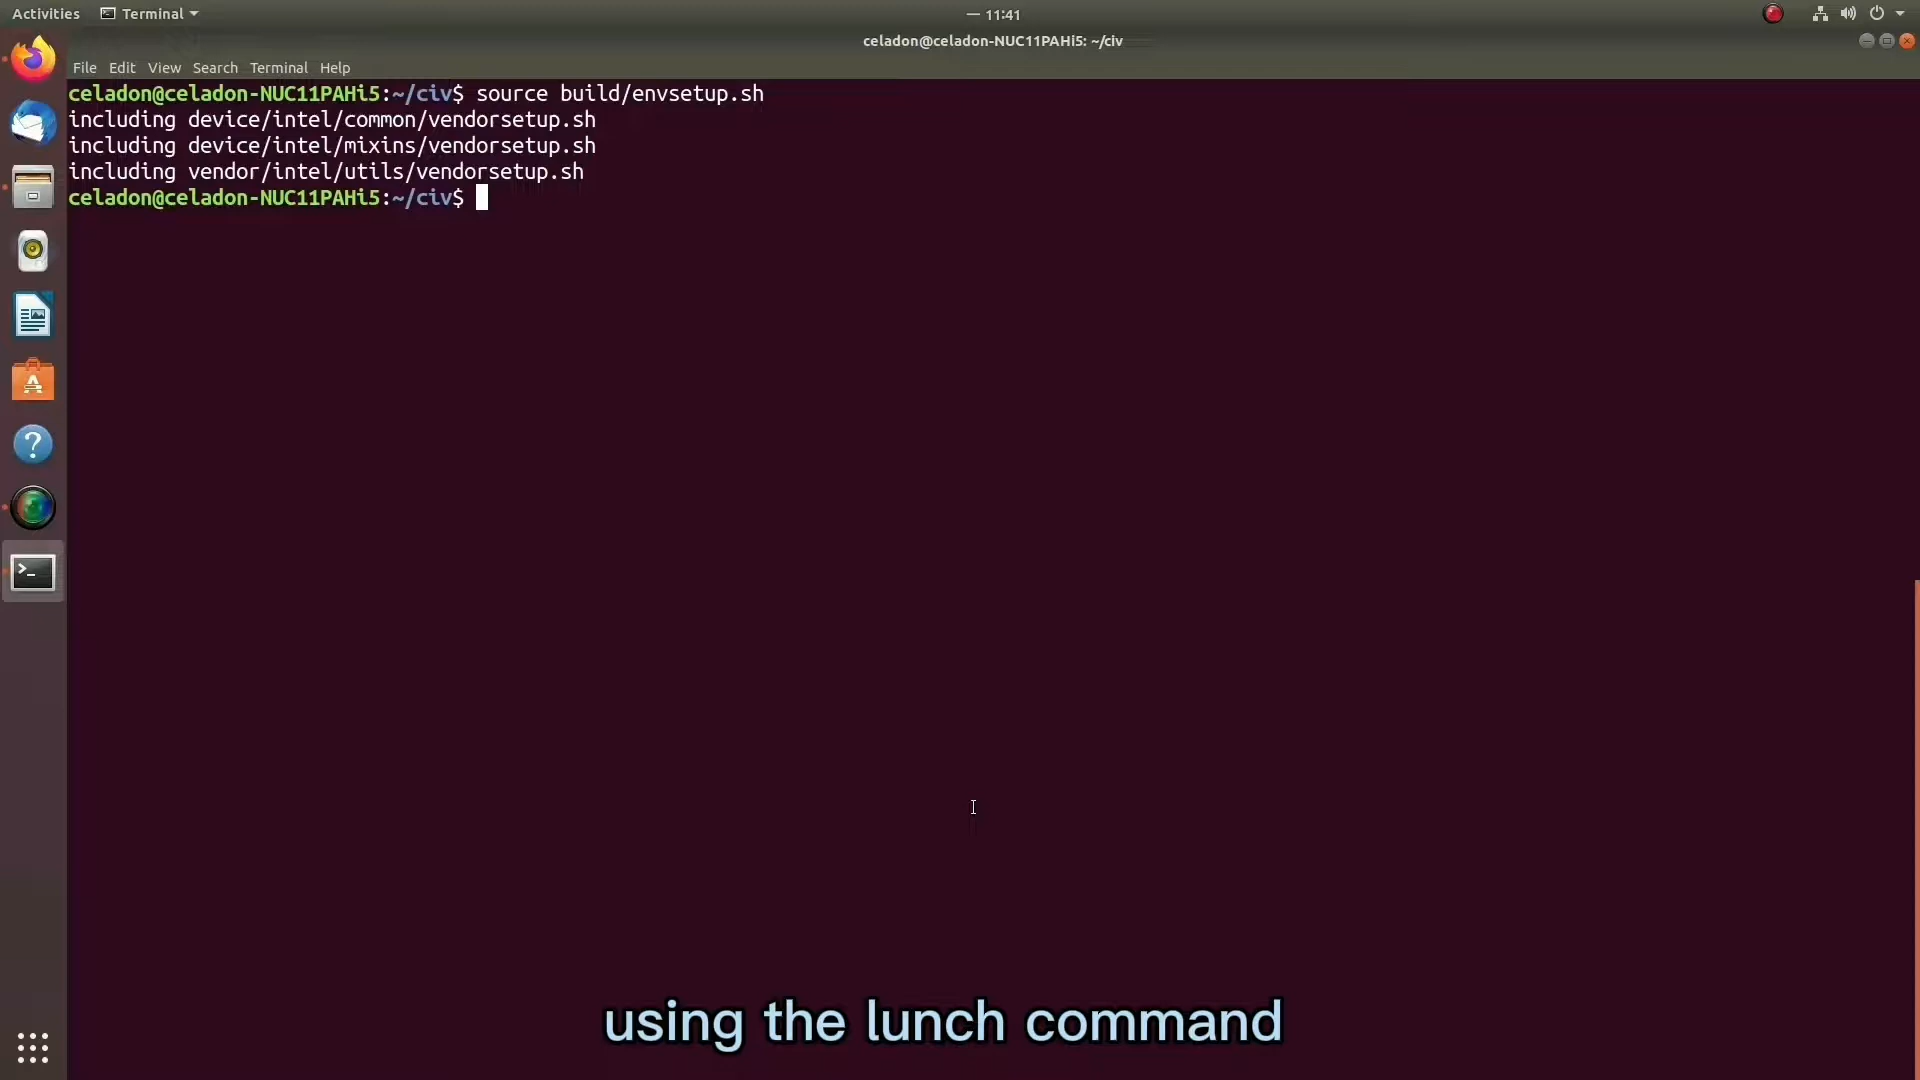 Activities Terminal 11:41
celadon@celadon-NUC11PAHi5: ~/civ
File Edit View Search Terminal Help
celadon@celadon-NUC11PAHi5:~/civ$ source build/envsetup.sh
including device/intel/common/vendorsetup.sh
including device/intel/mixins/vendorsetup.sh
including vendor/intel/utils/vendorsetup.sh
celadon@celadon-NUC11PAHi5:~/civ$
using the lunch command